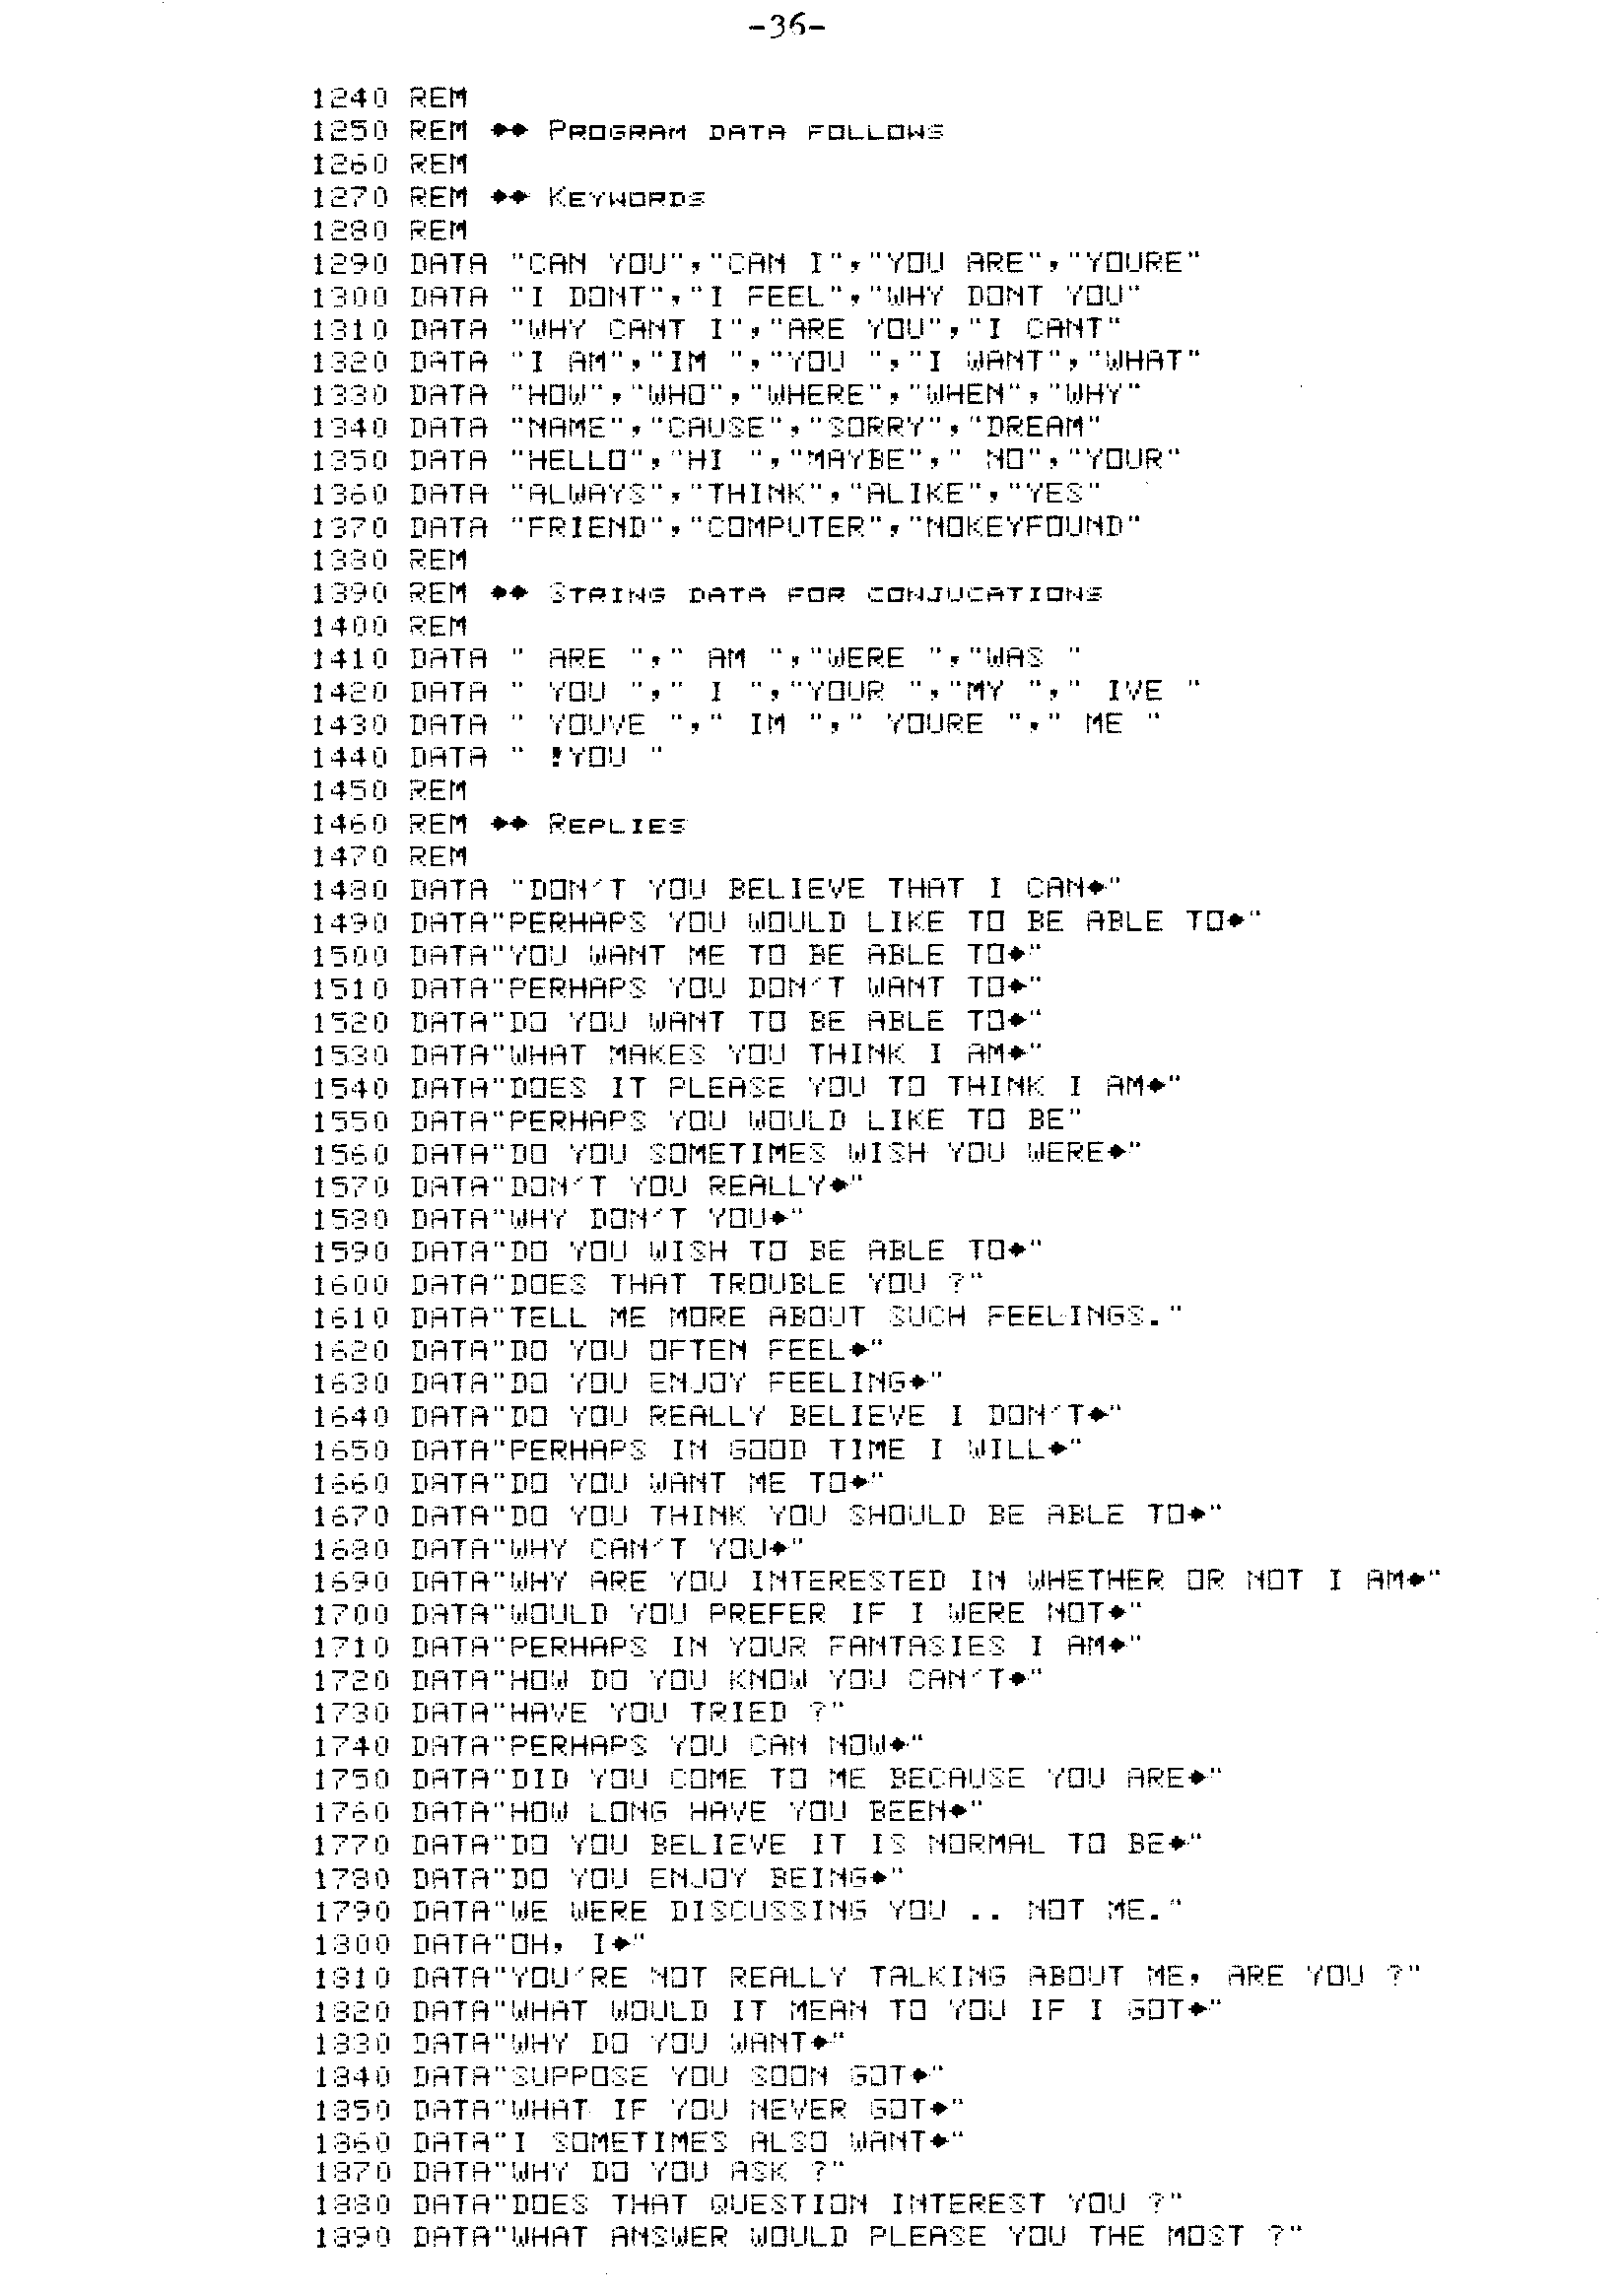 -36-
1240 REM
1250 REM ** PROGRAM DATA FOLLOWS
1260 REM
1270 REM ** KEYWORDS
1280 REM
1290 DATA "CAN YOU","CAN I","YOU ARE","YOURE"
1300 DATA "I DONT","I FEEL","WHY DONT YOU"
1310 DATA "WHY CANT I","ARE YOU","I CANT"
1320 DATA "I AM","IM ","YOU ","I WANT","WHAT"
1330 DATA "HOW","WHO","WHERE","WHEN","WHY"
1340 DATA "NAME","CAUSE","SORRY","DREAM"
1350 DATA "HELLO","HI ","MAYBE"," NO","YOUR"
1360 DATA "ALWAYS","THINK","ALIKE","YES"
1370 DATA "FRIEND","COMPUTER","NOKEYFOUND"
1380 REM
1390 REM ** STRING DATA FOR CONJUCATIONS
1400 REM
1410 DATA " ARE "," AM ","WERE ","WAS "
1420 DATA " YOU "," I ","YOUR ","MY "," IVE "
1430 DATA " YOUVE "," IM "," YOURE "," ME "
1440 DATA " !YOU "
1450 REM
1460 REM ** REPLIES
1470 REM
1480 DATA "DON'T YOU BELIEVE THAT I CAN*"
1490 DATA"PERHAPS YOU WOULD LIKE TO BE ABLE TO*"
1500 DATA"YOU WANT ME TO BE ABLE TO*"
1510 DATA"PERHAPS YOU DON'T WANT TO*"
1520 DATA"DO YOU WANT TO BE ABLE TO*"
1530 DATA"WHAT MAKES YOU THINK I AM*"
1540 DATA"DOES IT PLEASE YOU TO THINK I AM*"
1550 DATA"PERHAPS YOU WOULD LIKE TO BE"
1560 DATA"DO YOU SOMETIMES WISH YOU WERE*"
1570 DATA"DON'T YOU REALLY*"
1580 DATA"WHY DON'T YOU*"
1590 DATA"DO YOU WISH TO BE ABLE TO*"
1600 DATA"DOES THAT TROUBLE YOU ?"
1610 DATA"TELL ME MORE ABOUT SUCH FEELINGS."
1620 DATA"DO YOU OFTEN FEEL*"
1630 DATA"DO YOU ENJOY FEELING*"
1640 DATA"DO YOU REALLY BELIEVE I DON'T*"
1650 DATA"PERHAPS IN GOOD TIME I WILL*"
1660 DATA"DO YOU WANT ME TO*"
1670 DATA"DO YOU THINK YOU SHOULD BE ABLE TO*"
1680 DATA"WHY CAN'T YOU*"
1690 DATA"WHY ARE YOU INTERESTED IN WHETHER OR NOT I AM*"
1700 DATA"WOULD YOU PREFER IF I WERE NOT*"
1710 DATA"PERHAPS IN YOUR FANTASIES I AM*"
1720 DATA"HOW DO YOU KNOW YOU CAN'T*"
1730 DATA"HAVE YOU TRIED ?"
1740 DATA"PERHAPS YOU CAN NOW*"
1750 DATA"DID YOU COME TO ME BECAUSE YOU ARE*"
1760 DATA"HOW LONG HAVE YOU BEEN*"
1770 DATA"DO YOU BELIEVE IT IS NORMAL TO BE*"
1780 DATA"DO YOU ENJOY BEING*"
1790 DATA"WE WERE DISCUSSING YOU .. NOT ME."
1800 DATA"OH, I*"
1810 DATA"YOU'RE NOT REALLY TALKING ABOUT ME, ARE YOU ?"
1820 DATA"WHAT WOULD IT MEAN TO YOU IF I GOT*"
1830 DATA"WHY DO YOU WANT*"
1840 DATA"SUPPOSE YOU SOON GOT*"
1850 DATA"WHAT IF YOU NEVER GOT*"
1860 DATA"I SOMETIMES ALSO WANT*"
1870 DATA"WHY DO YOU ASK ?"
1880 DATA"DOES THAT QUESTION INTEREST YOU ?"
1890 DATA"WHAT ANSWER WOULD PLEASE YOU THE MOST ?"